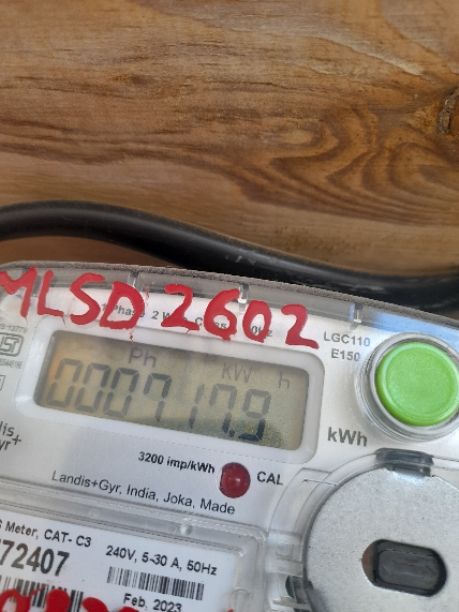 MLSD 2602
LGC110
E150
Ph kW h
000717.9
kWh
3200 imp/kWh
CAL
Landis+Gyr, India, Joka, Made
Meter, CAT- C3
72407
240V, 5-30 A, 50Hz
Feb, 2023